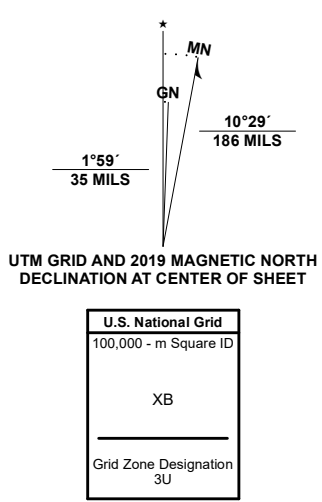 ★
MN
GN
10°29´
186 MILS
1°59´
35 MILS
UTM GRID AND 2019 MAGNETIC NORTH
DECLINATION AT CENTER OF SHEET
U.S. National Grid
100,000 - m Square ID
XB
Grid Zone Designation
3U